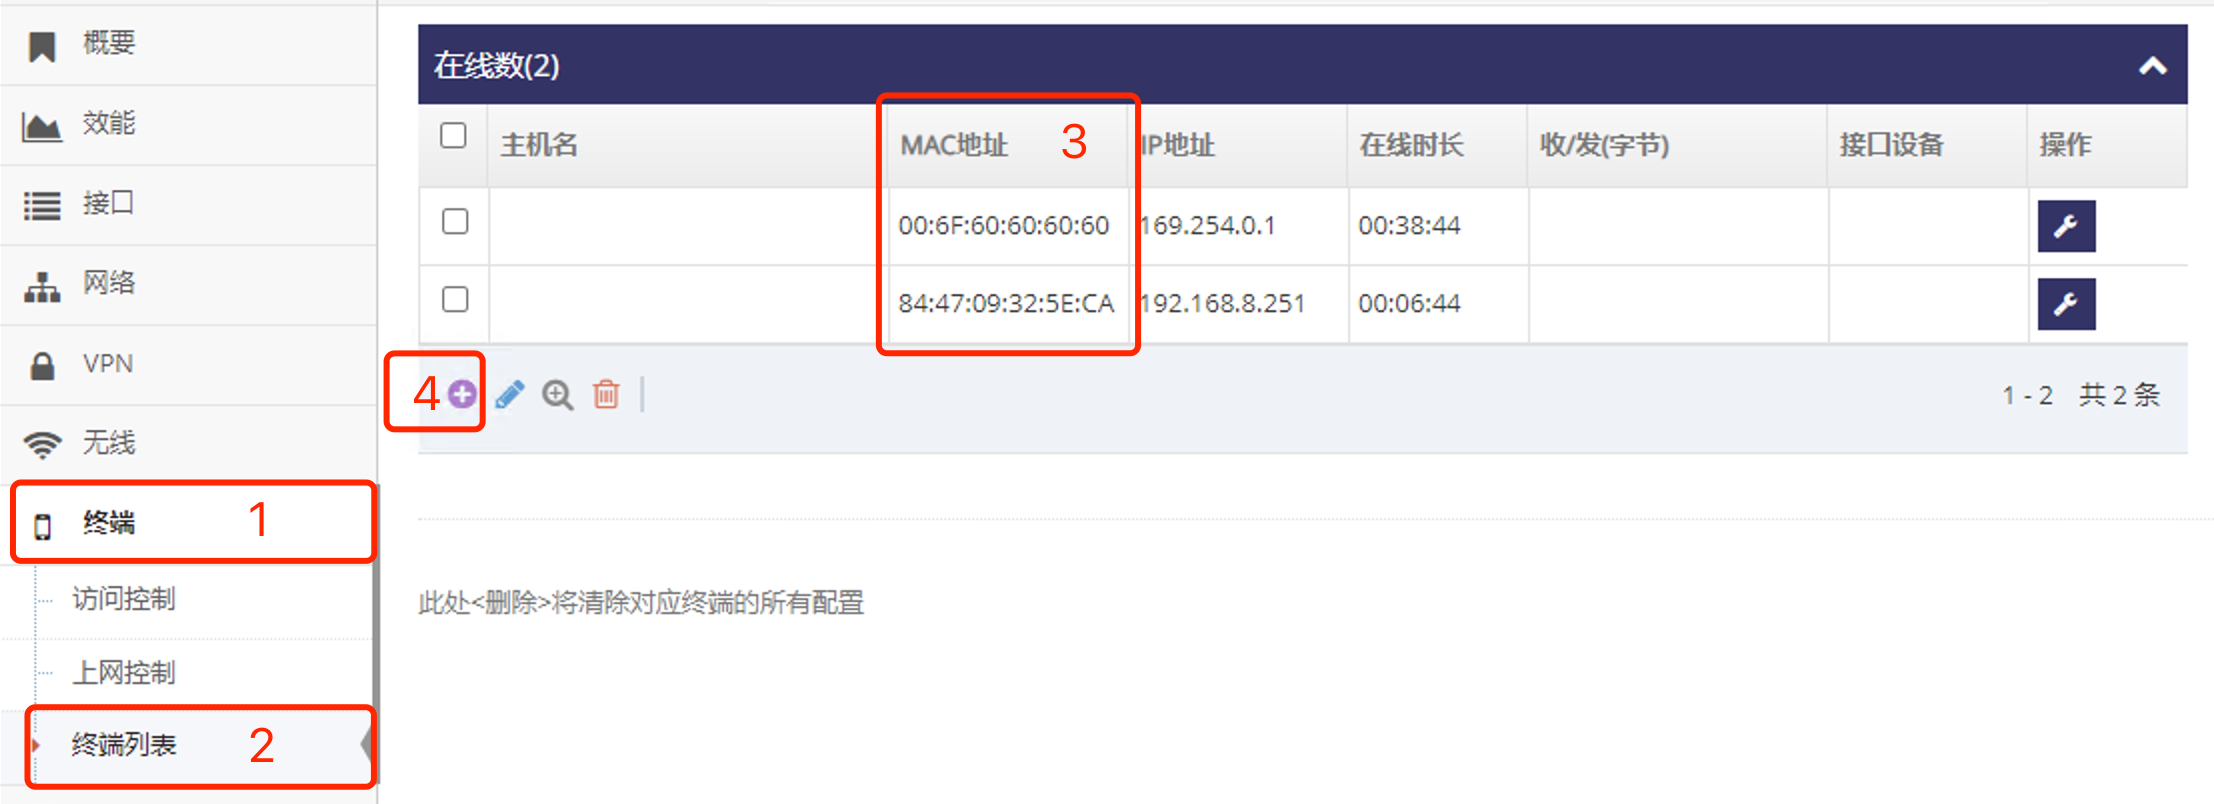 概要
效能
接口
网络
VPN
无线
终端 1
访问控制
上网控制
终端列表 2
在线数(2)
主机名 MAC地址 3 IP地址 在线时长 收/发(字节) 接口设备 操作
00:6F:60:60:60:60 169.254.0.1 00:38:44
84:47:09:32:5E:CA 192.168.8.251 00:06:44
4 1 - 2 共 2 条
此处<删除>将清除对应终端的所有配置